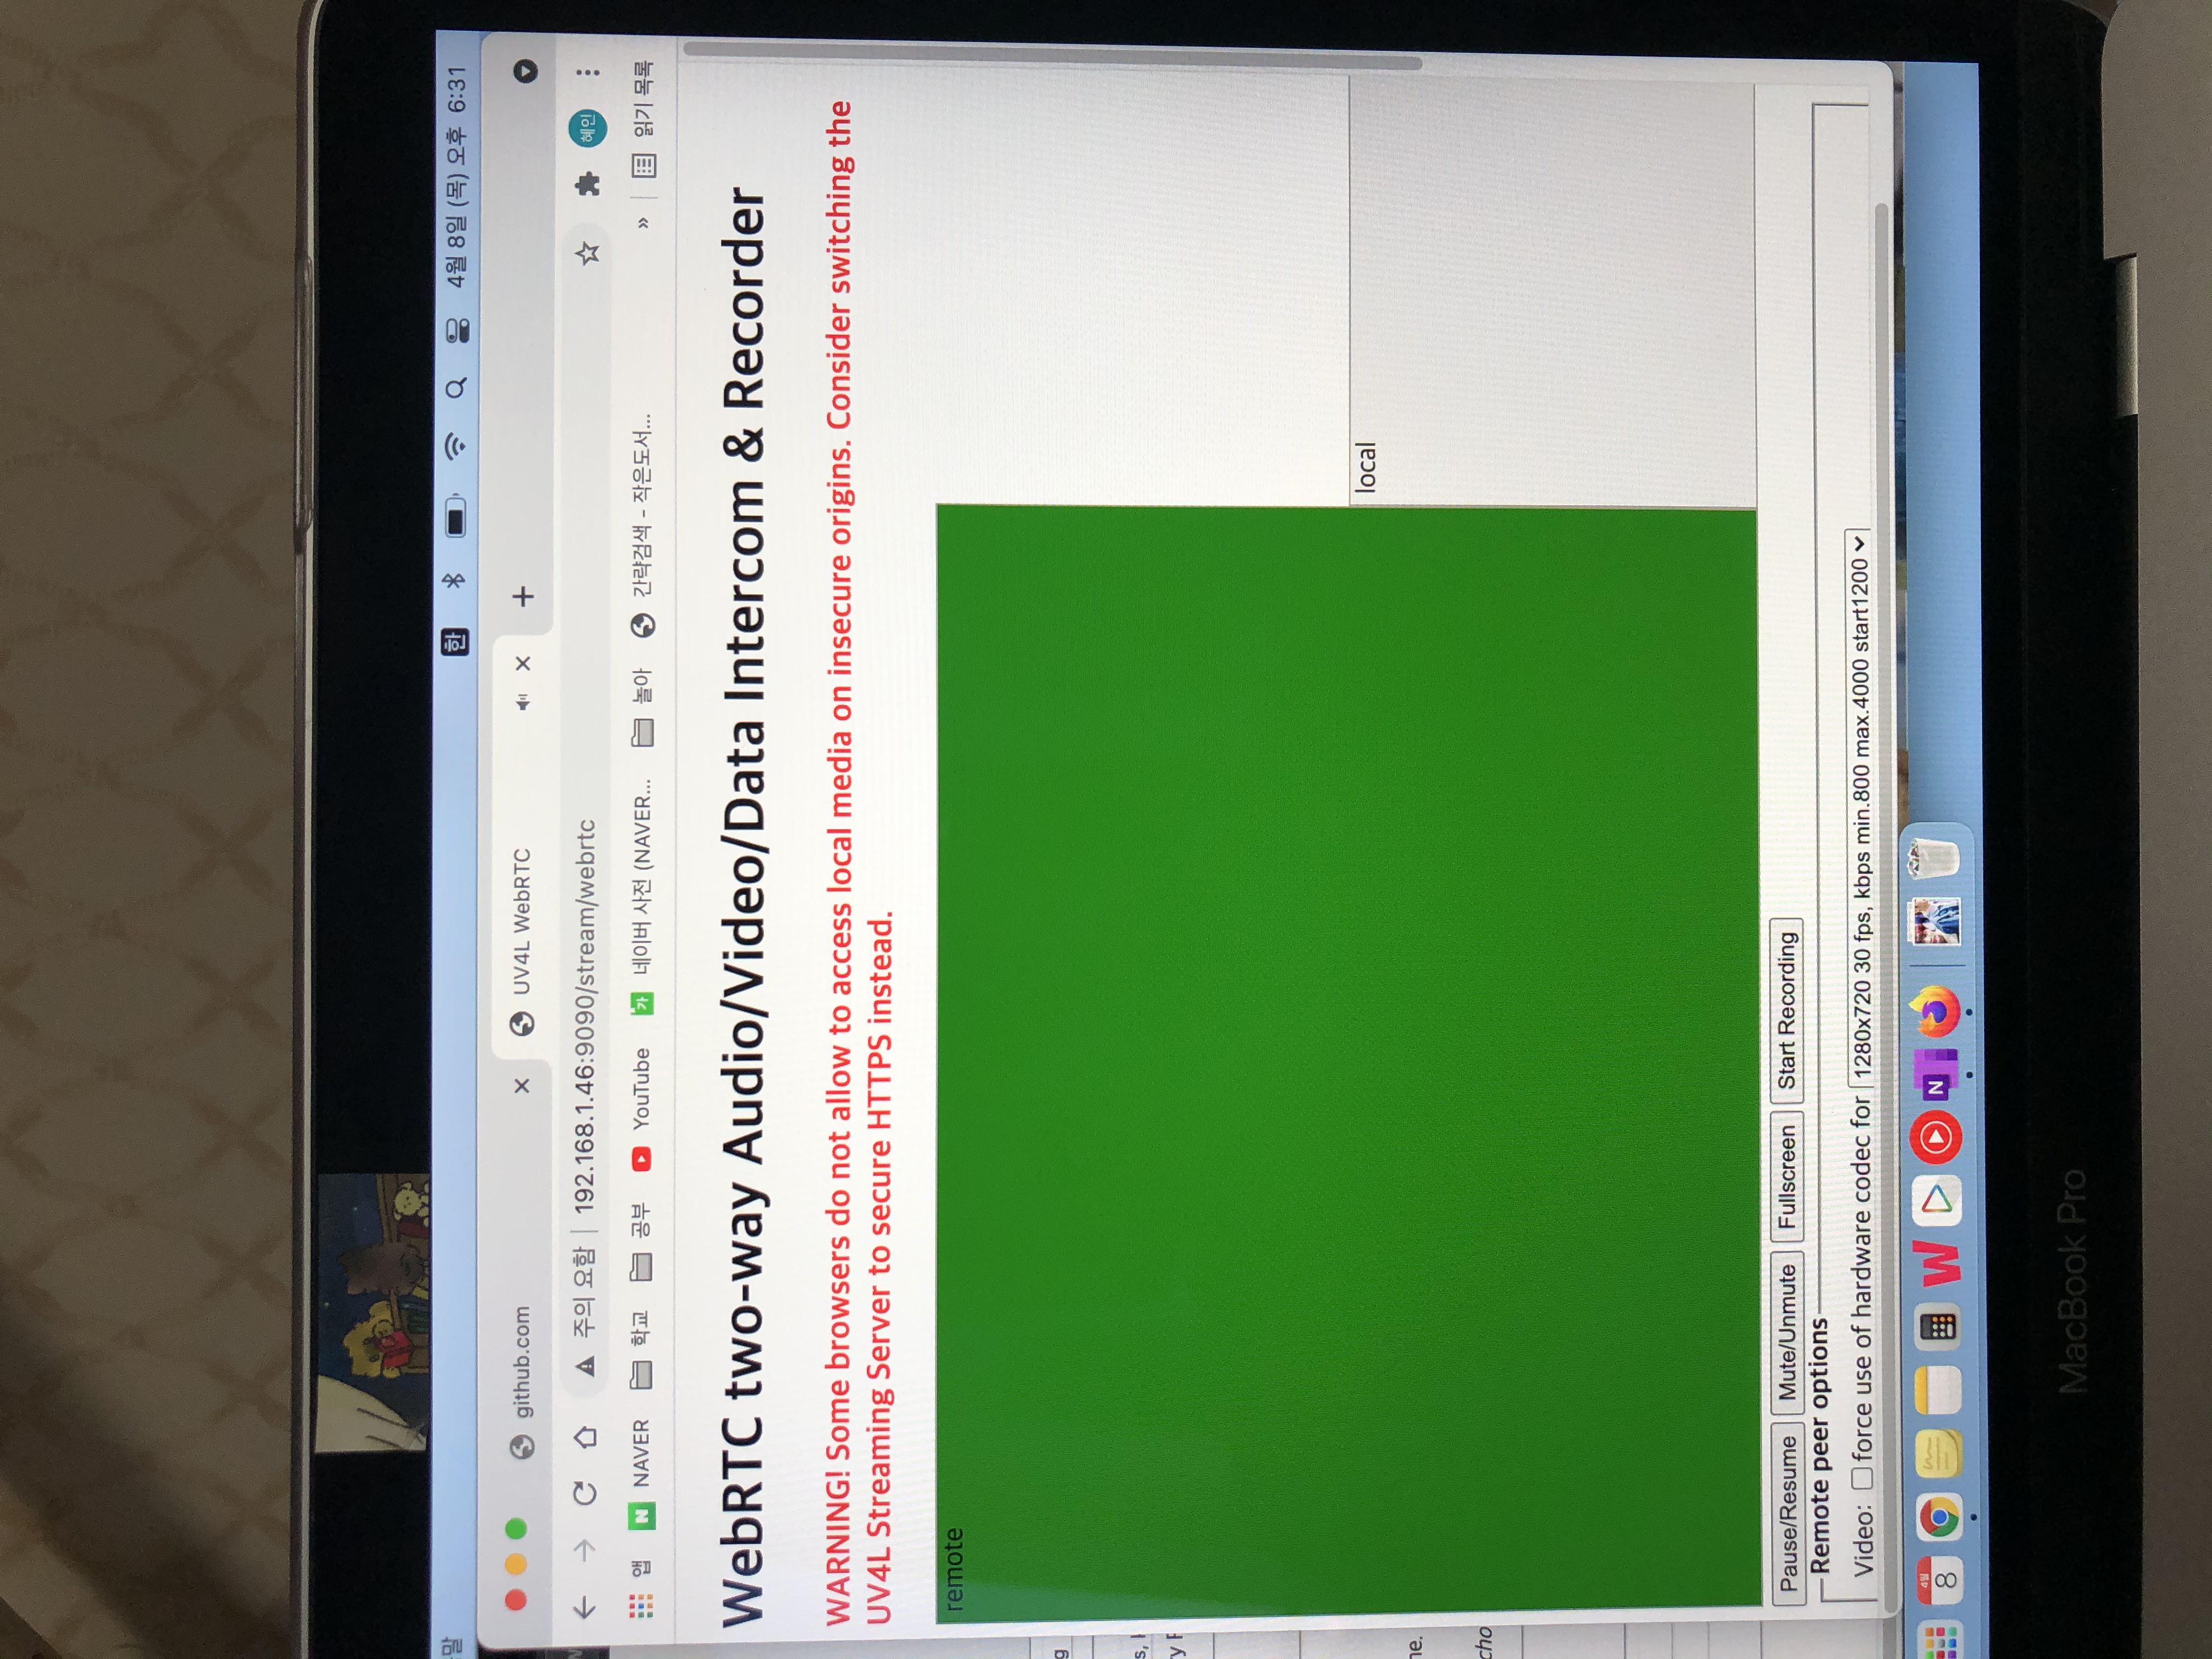 말
한
4월 8일 (목) 오후 6:31
github.com
UV4L WebRTC
주의 요함
192.168.1.46:9090/stream/webrtc
혜인
앱
N NAVER
학교
공부
YouTube
가 네이버 사전 (NAVER...
놀아
간략검색 - 작은도서...
»
읽기 목록
WebRTC two-way Audio/Video/Data Intercom & Recorder
WARNING! Some browsers do not allow to access local media on insecure origins. Consider switching the
UV4L Streaming Server to secure HTTPS instead.
remote
local
g
s,
y
ne.
cho
Pause/Resume
Mute/Unmute
Fullscreen
Start Recording
Remote peer options
Video: force use of hardware codec for 1280x720 30 fps, kbps min.800 max.4000 start1200
4월
8
N
MacBook Pro